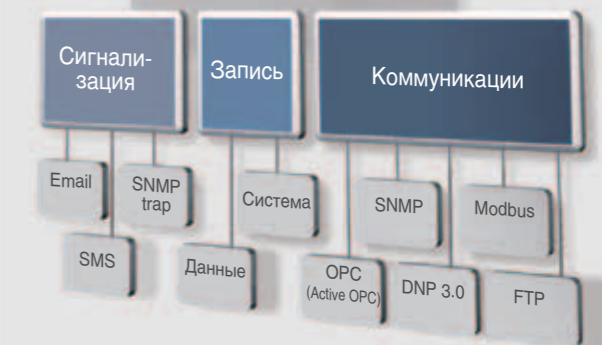 Сигнали-
зация
Запись
Коммуникации
Email
SNMP
trap
Система
SNMP
Modbus
SMS
Данные
OPC
(Active OPC)
DNP 3.0
FTP